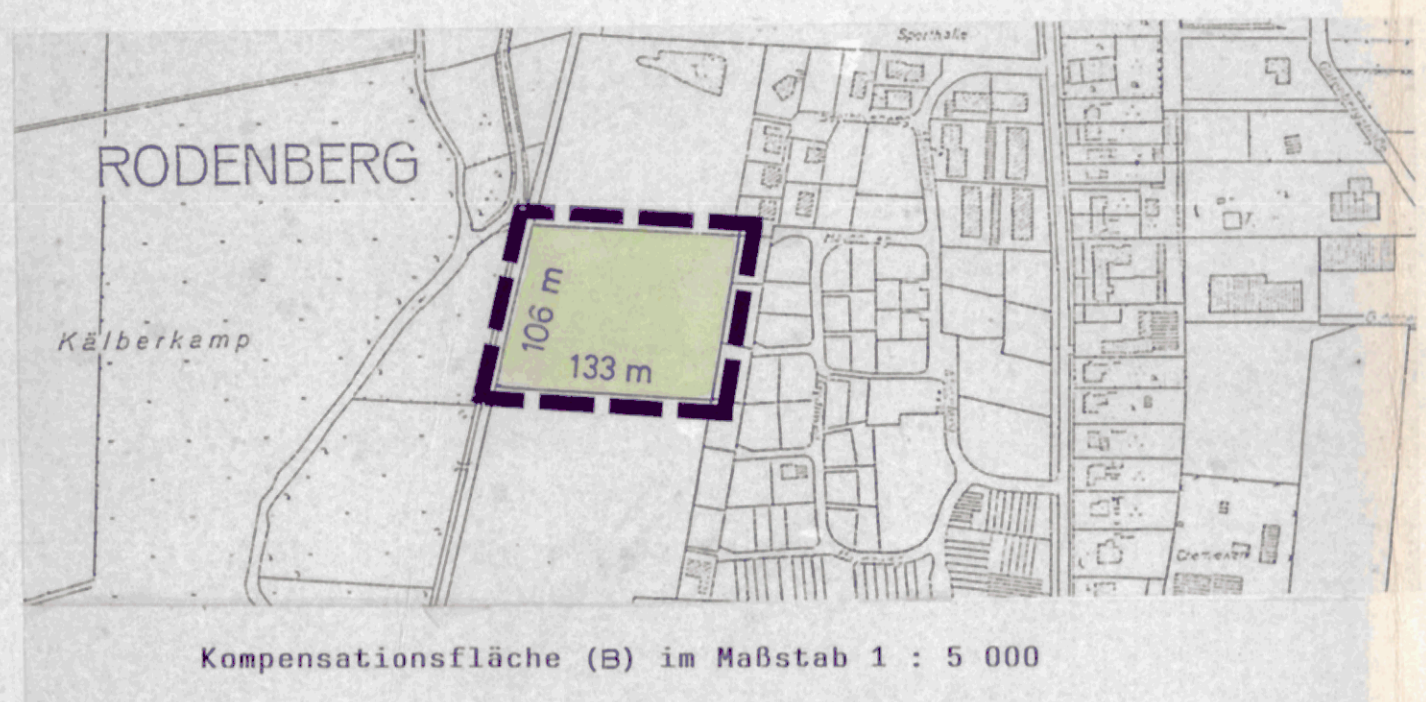 Sporthalle
RODENBERG
Kälberkamp
106 m
133 m
Kompensationsfläche (B) im Maßstab 1 : 5 000